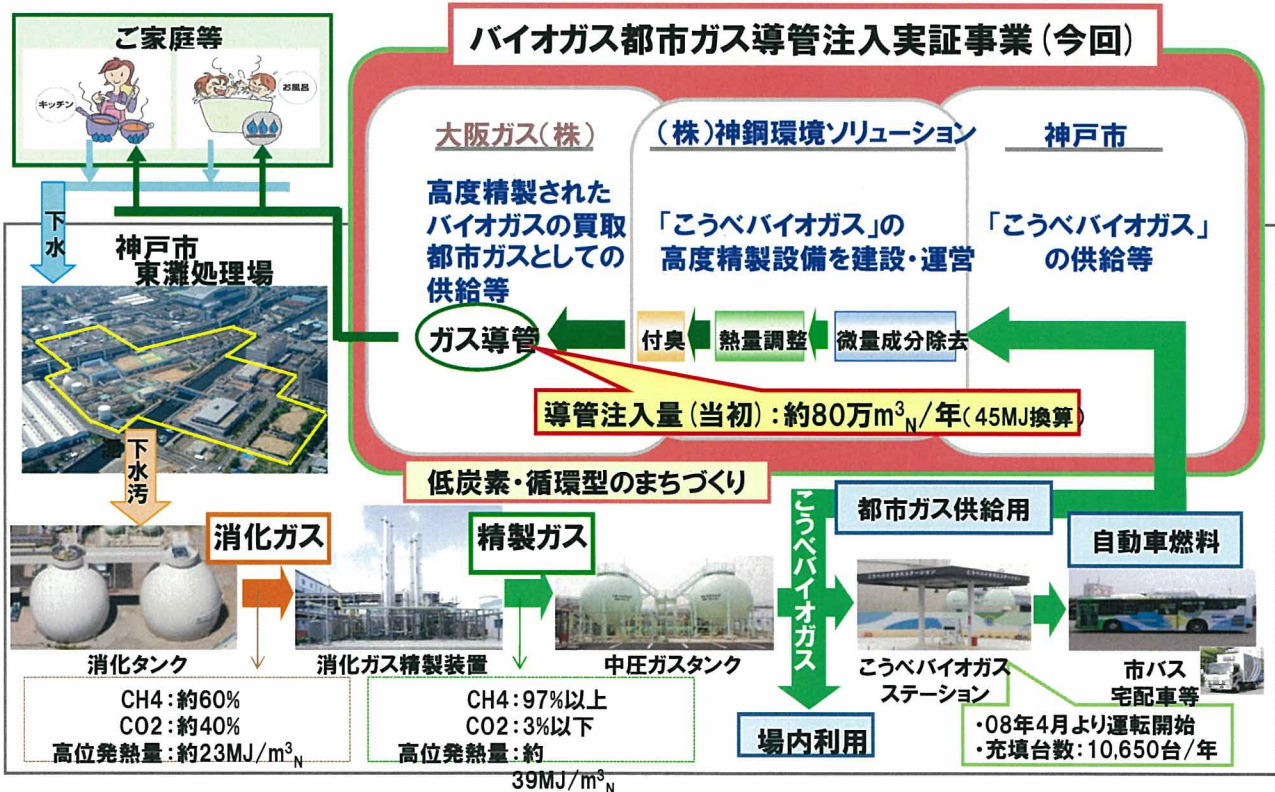 ご家庭等
キッチン
お風呂
下水
バイオガス都市ガス導管注入実証事業(今回)
大阪ガス(株)
高度精製された
バイオガスの買取
都市ガスとしての
供給等
(株)神鋼環境ソリューション
「こうべバイオガス」の
高度精製設備を建設・運営
神戸市
「こうべバイオガス」
の供給等
ガス導管
付臭
熱量調整
微量成分除去
導管注入量(当初):約80万m³N/年(45MJ換算)
低炭素・循環型のまちづくり
神戸市
東灘処理場
下水汚
泥
消化ガス
精製ガス
こうべバイオガス
都市ガス供給用
自動車燃料
こうべバイオガスステーション
消化タンク
消化ガス精製装置
中圧ガスタンク
こうべバイオガス
ステーション
市バス
宅配車等
CH4:約60%
CO2:約40%
高位発熱量:約23MJ/m³N
CH4:97%以上
CO2:3%以下
高位発熱量:約
39MJ/m³N
場内利用
・08年4月より運転開始
・充填台数:10,650台/年